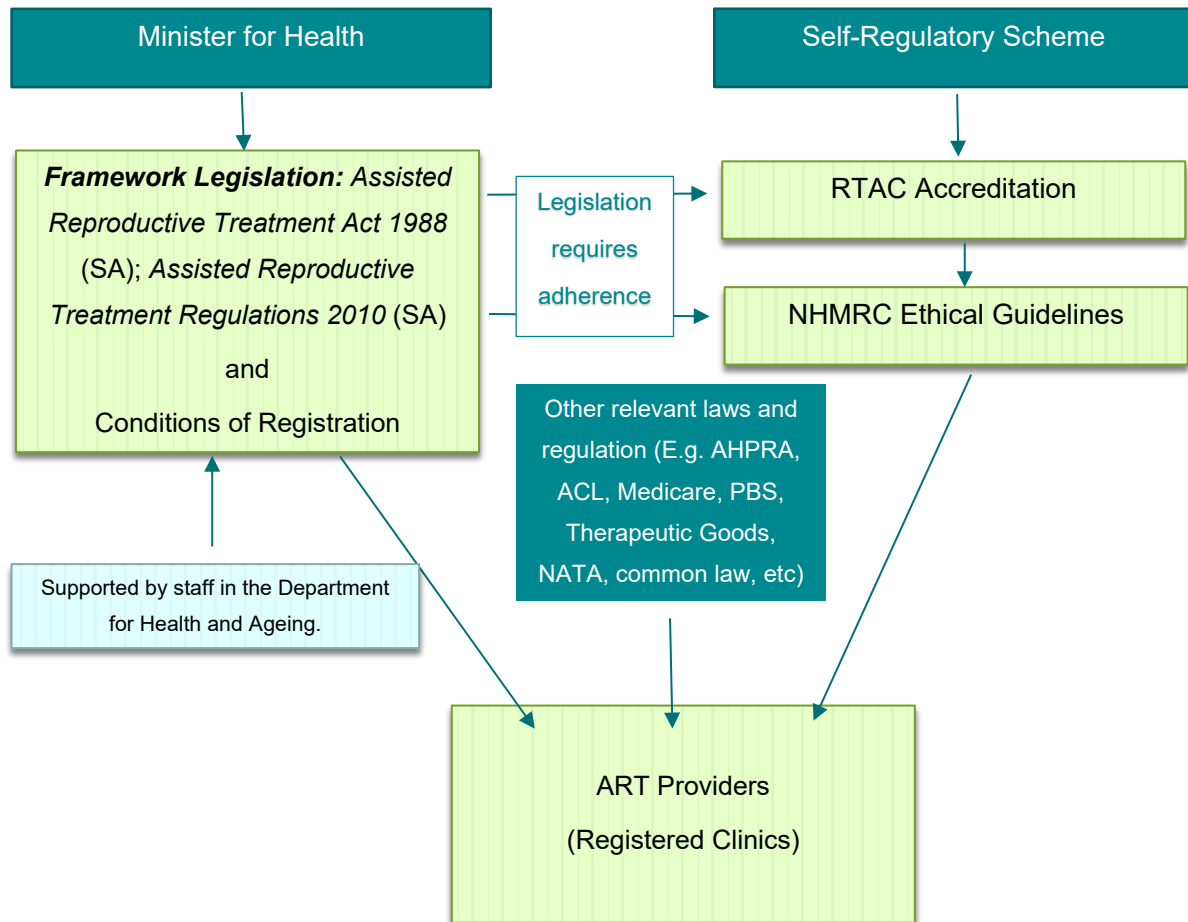 Minister for Health
Self-Regulatory Scheme
Framework Legislation: Assisted
Reproductive Treatment Act 1988
(SA); Assisted Reproductive
Treatment Regulations 2010 (SA)
and
Conditions of Registration
Legislation
requires
adherence
RTAC Accreditation
NHMRC Ethical Guidelines
Other relevant laws and
regulation (E.g. AHPRA,
ACL, Medicare, PBS,
Therapeutic Goods,
NATA, common law, etc)
Supported by staff in the Department
for Health and Ageing.
ART Providers
(Registered Clinics)